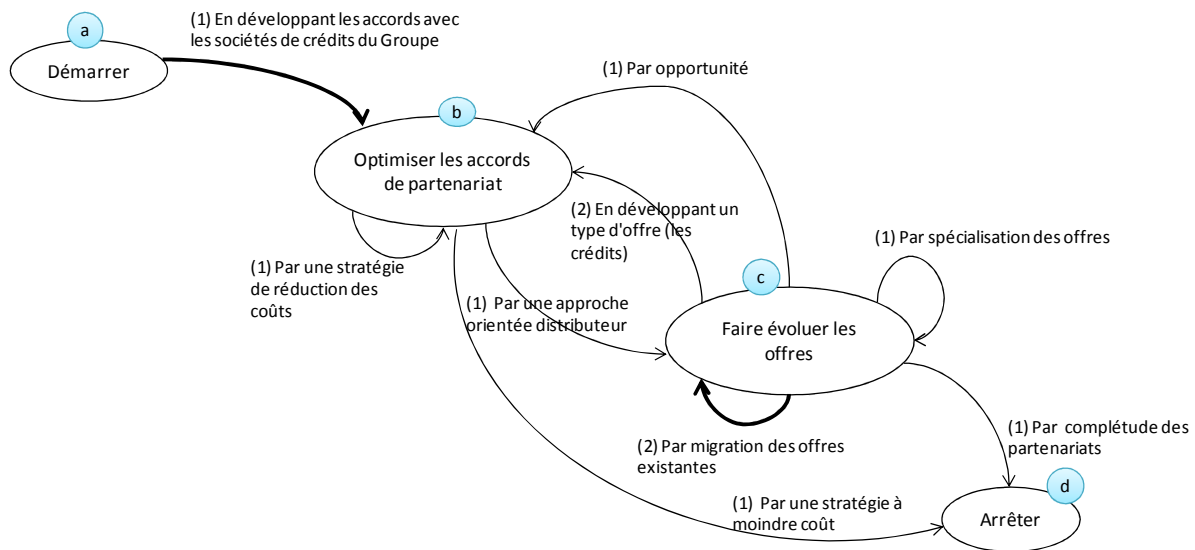 (1) En développant les accords avec
les sociétés de crédits du Groupe
a
Démarrer
(1) Par opportunité
b
Optimiser les accords
de partenariat
(2) En développant un
type d'offre (les
crédits)
(1) Par spécialisation des offres
(1) Par une stratégie
de réduction des
coûts
c
(1) Par une approche
orientée distributeur
Faire évoluer les
offres
(2) Par migration des offres
existantes
(1) Par complétude des
partenariats
d
(1) Par une stratégie à
moindre coût
Arrêter